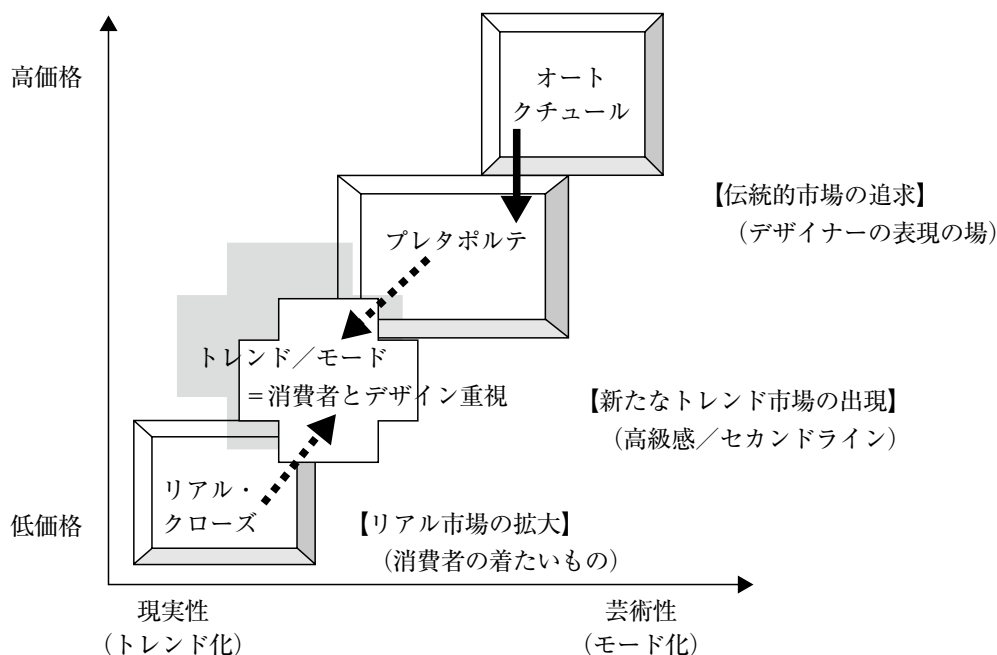 高価格
オート
クチュール
【伝統的市場の追求】
（デザイナーの表現の場）
プレタポルテ
トレンド／モード
＝消費者とデザイン重視
【新たなトレンド市場の出現】
（高級感／セカンドライン）
リアル・
クローズ
低価格
【リアル市場の拡大】
（消費者の着たいもの）
現実性
（トレンド化）
芸術性
（モード化）